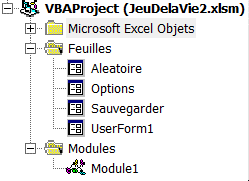 VBAProject (JeuDeLaVie2.xlsm)
Microsoft Excel Objets
Feuilles
Aleatoire
Options
Sauvegarder
UserForm1
Modules
Module1